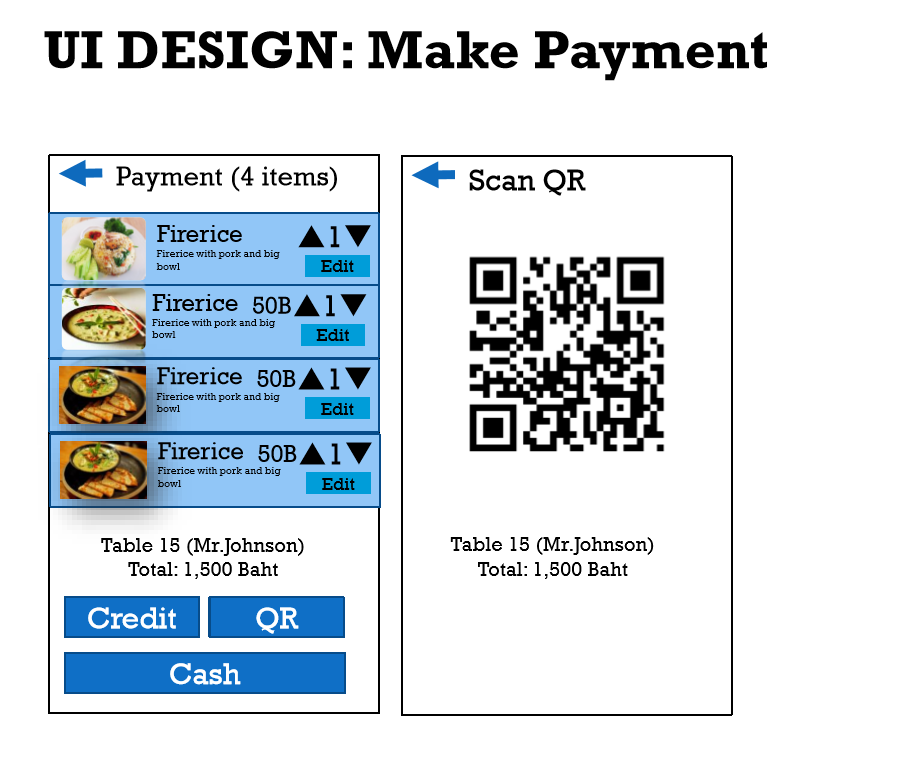 UI DESIGN: Make Payment
Payment (4 items)
Firerice
1
Firerice with pork and big
bowl
Edit
Firerice 50B
1
Firerice with pork and big
bowl
Edit
Firerice 50B
1
Firerice with pork and big
bowl
Edit
Firerice 50B
1
Firerice with pork and big
bowl
Edit
Table 15 (Mr.Johnson)
Total: 1,500 Baht
Credit
QR
Cash
Scan QR
Table 15 (Mr.Johnson)
Total: 1,500 Baht